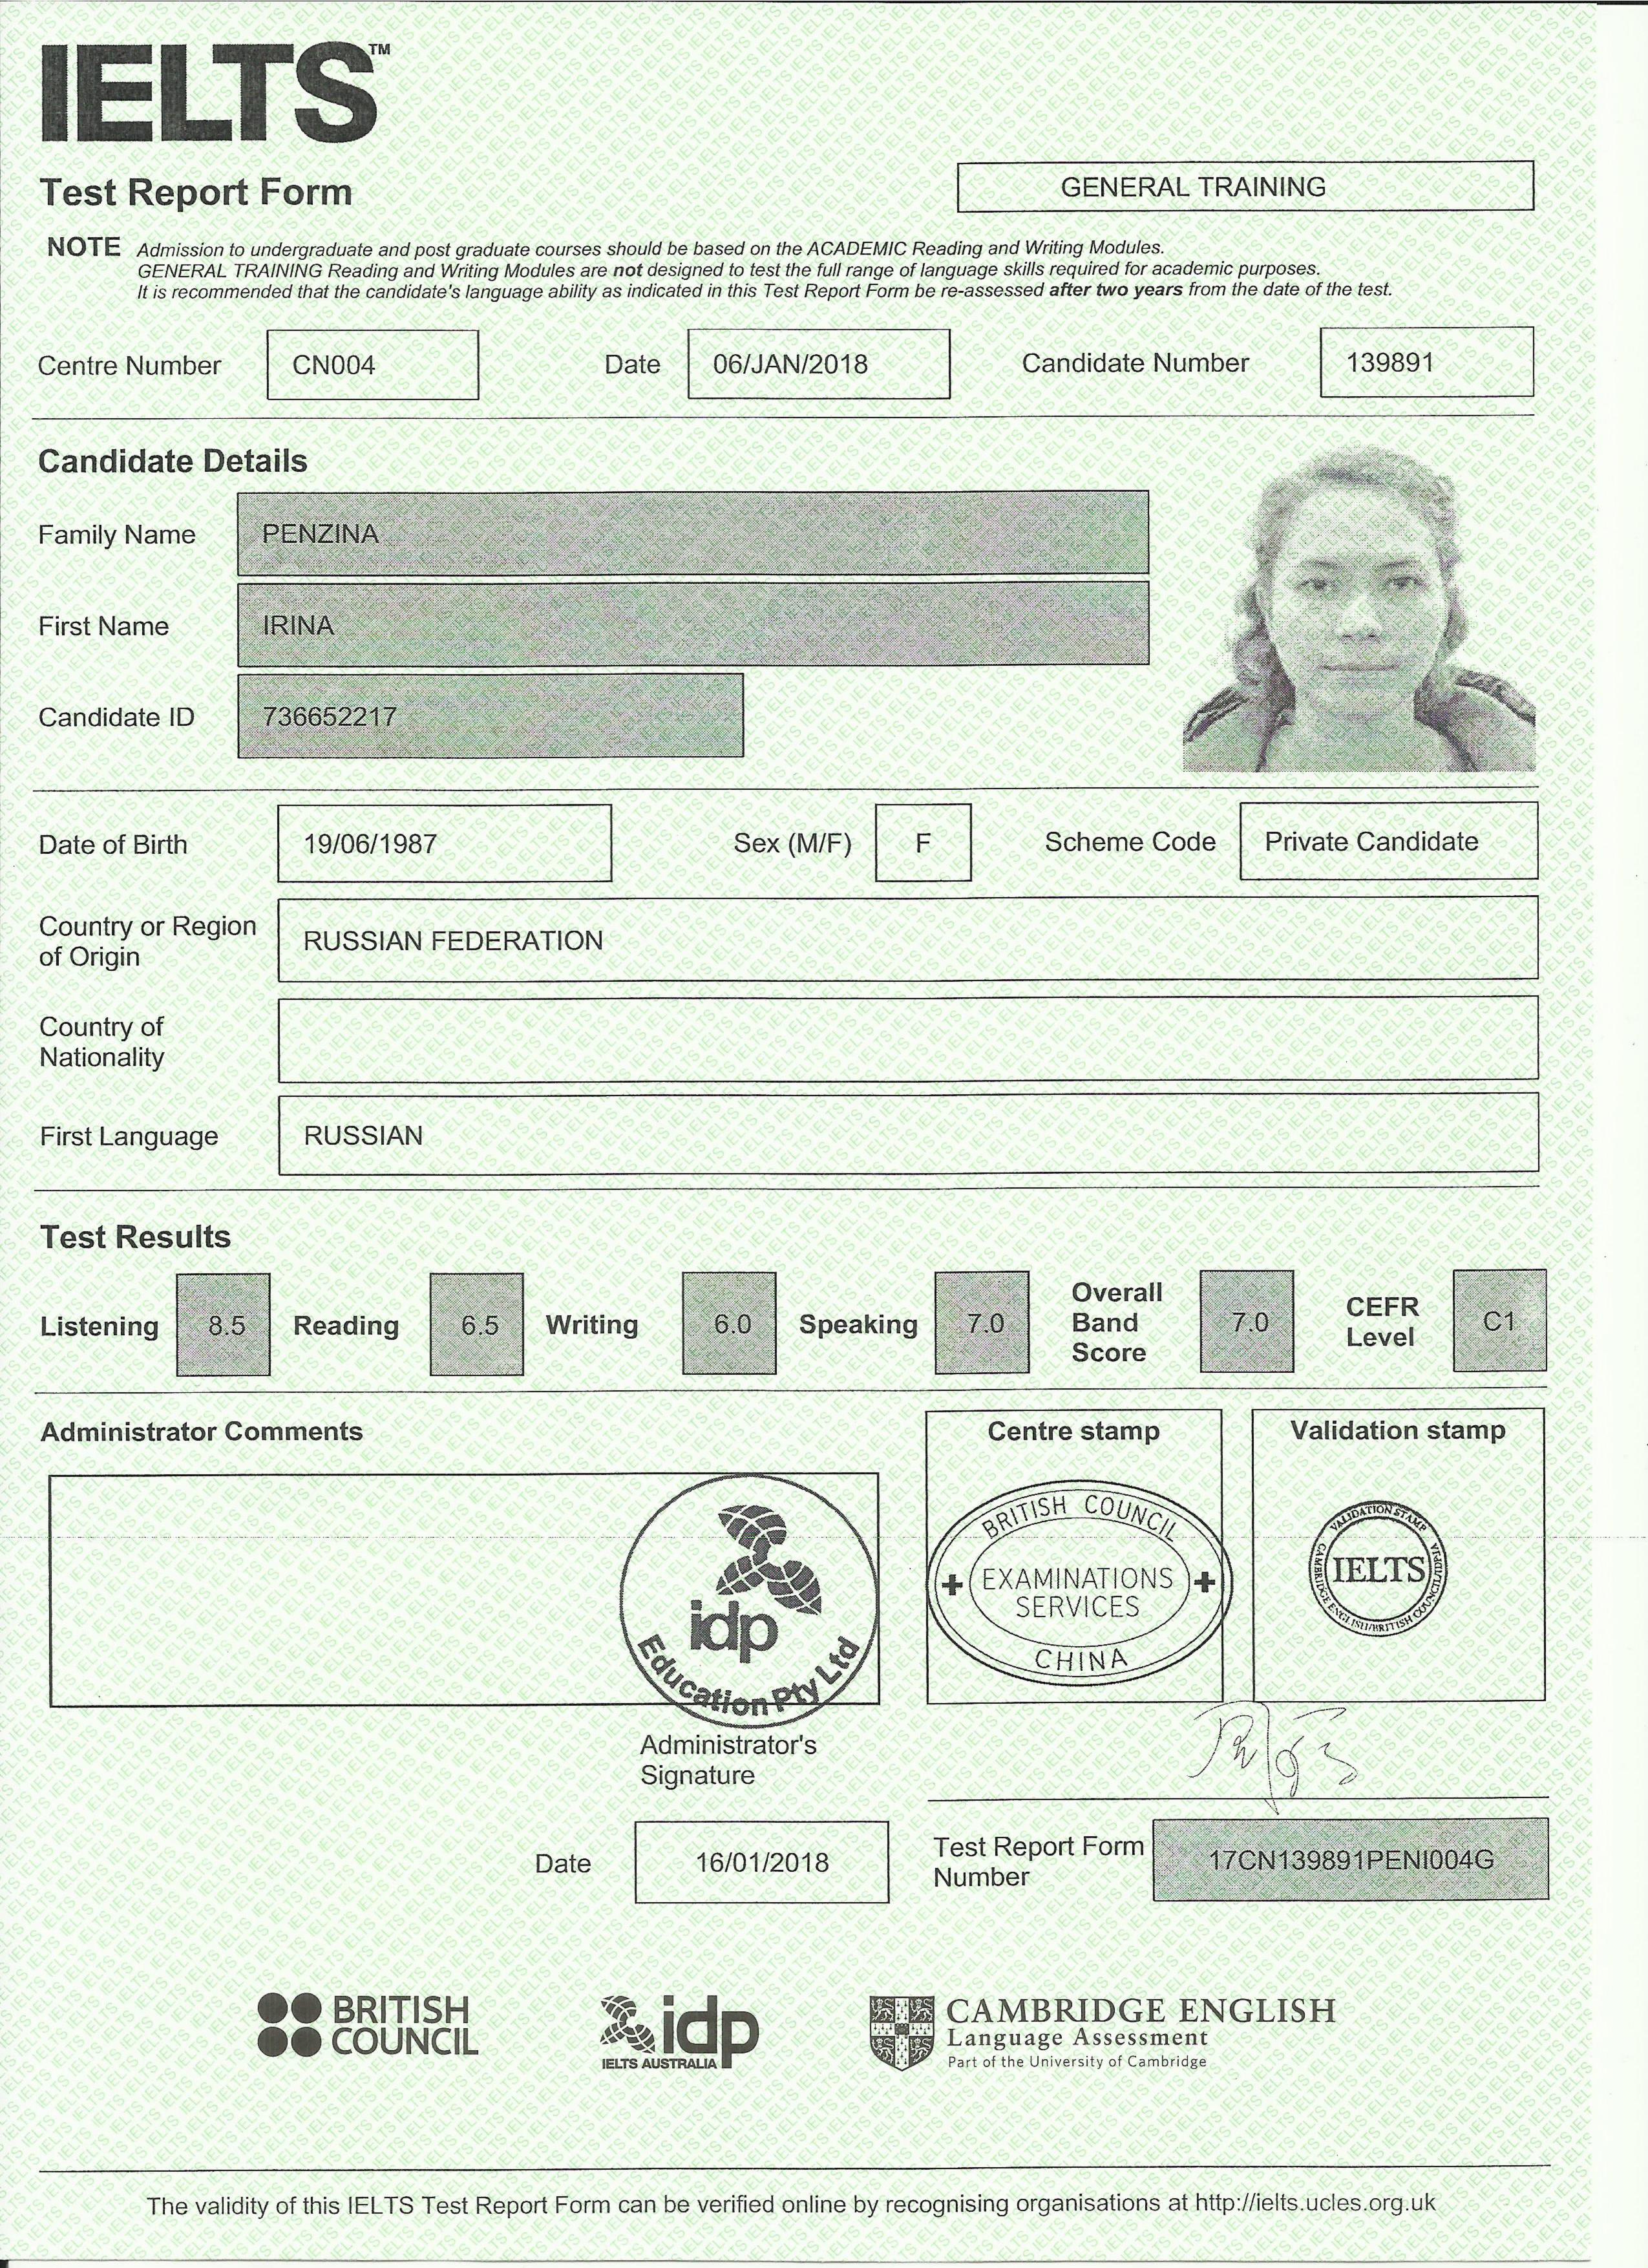 IELTS™
Test Report Form
GENERAL TRAINING
NOTE Admission to undergraduate and post graduate courses should be based on the ACADEMIC Reading and Writing Modules.
GENERAL TRAINING Reading and Writing Modules are not designed to test the full range of language skills required for academic purposes.
It is recommended that the candidate's language ability as indicated in this Test Report Form be re-assessed after two years from the date of the test.
Centre Number CN004 Date 06/JAN/2018 Candidate Number 139891
Candidate Details
Family Name PENZINA
First Name IRINA
Candidate ID 736652217
Date of Birth 19/06/1987 Sex (M/F) F Scheme Code Private Candidate
Country or Region
of Origin
RUSSIAN FEDERATION
Country of
Nationality
First Language RUSSIAN
Test Results
Listening 8.5 Reading 6.5 Writing 6.0 Speaking 7.0
Overall
Band
Score
7.0
CEFR
Level
C1
Administrator Comments
idp
Education Pty Ltd
Centre stamp
BRITISH COUNCIL
EXAMINATIONS
SERVICES
CHINA
Validation stamp
VALIDATION STAMP
IELTS
CAMBRIDGE ENGLISH/BRITISH COUNCIL/IDP:IA
Administrator's
Signature
Date 16/01/2018
Test Report Form
Number
17CN139891PENI004G
BRITISH
COUNCIL
idp
IELTS AUSTRALIA
CAMBRIDGE ENGLISH
Language Assessment
Part of the University of Cambridge
The validity of this IELTS Test Report Form can be verified online by recognising organisations at http://ielts.ucles.org.uk